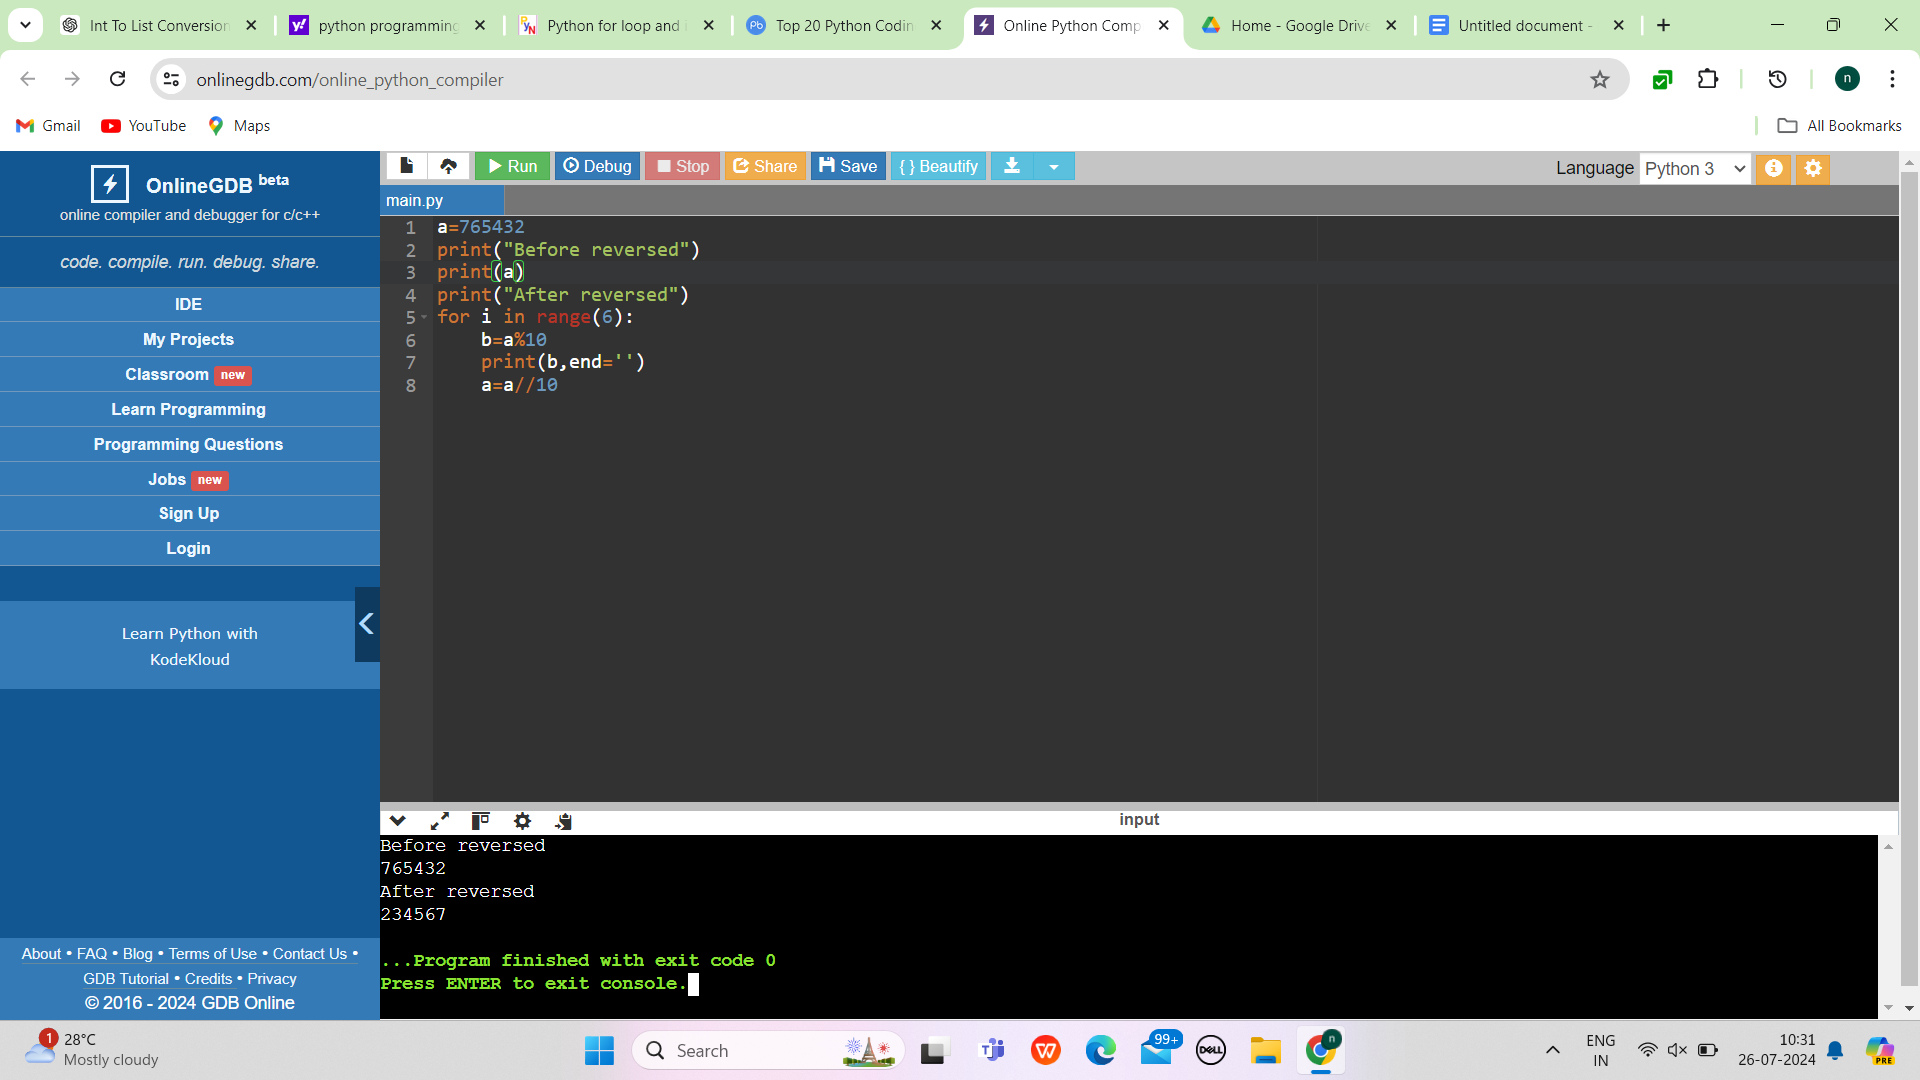 Int To List Conversion
python programming
Python for loop and i
Top 20 Python Codin
Online Python Comp
Home - Google Drive
Untitled document -
onlinegdb.com/online_python_compiler
n
Gmail
YouTube
Maps
All Bookmarks
OnlineGDB beta
online compiler and debugger for c/c++
code. compile. run. debug. share.
IDE
My Projects
Classroom new
Learn Programming
Programming Questions
Jobs new
Sign Up
Login
Learn Python with
KodeKloud
About • FAQ • Blog • Terms of Use • Contact Us •
GDB Tutorial • Credits • Privacy
© 2016 - 2024 GDB Online
Run
Debug
Stop
Share
Save
{ } Beautify
Language Python 3
main.py
1 a=765432
2 print("Before reversed")
3 print(a)
4 print("After reversed")
5 for i in range(6):
6 b=a%10
7 print(b,end='')
8 a=a//10
input
Before reversed
765432
After reversed
234567
...Program finished with exit code 0
Press ENTER to exit console.
1
28°C
Mostly cloudy
Search
99+
DELL
n
ENG
IN
10:31
26-07-2024
PRE